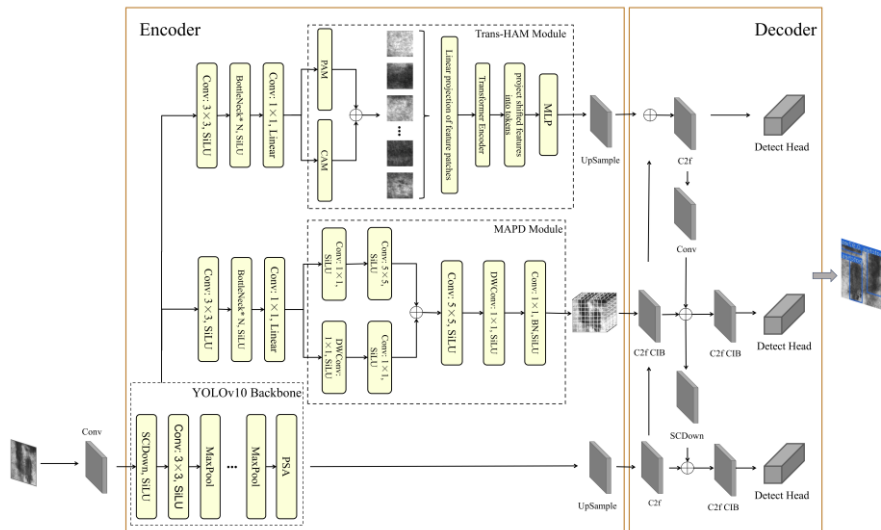 Encoder
Decoder
Trans-HAM Module
Conv: 3×3, SiLU
BottleNeck* N, SiLU
Conv: 1×1, Linear
PAM
CAM
Linear projection of feature patches
Transformer Encoder
project shifted features
into tokens
MLP
UpSample
C2f
Detect Head
Conv
MAPD Module
Conv: 3×3, SiLU
BottleNeck* N, SiLU
Conv: 1×1, Linear
Conv: 1×1,
SiLU
Conv: 5×5,
SiLU
DWConv:
1×1, SiLU
Conv: 1×1,
SiLU
Conv: 5×5, SiLU
DWConv: 1×1,
SiLU
Conv: 1×1, BN,
SiLU
C2f CIB
C2f CIB
Detect Head
YOLOv10 Backbone
Conv
SCDown, SiLU
Conv: 3×3, SiLU
MaxPool
...
MaxPool
PSA
UpSample
C2f
SCDown
C2f CIB
Detect Head